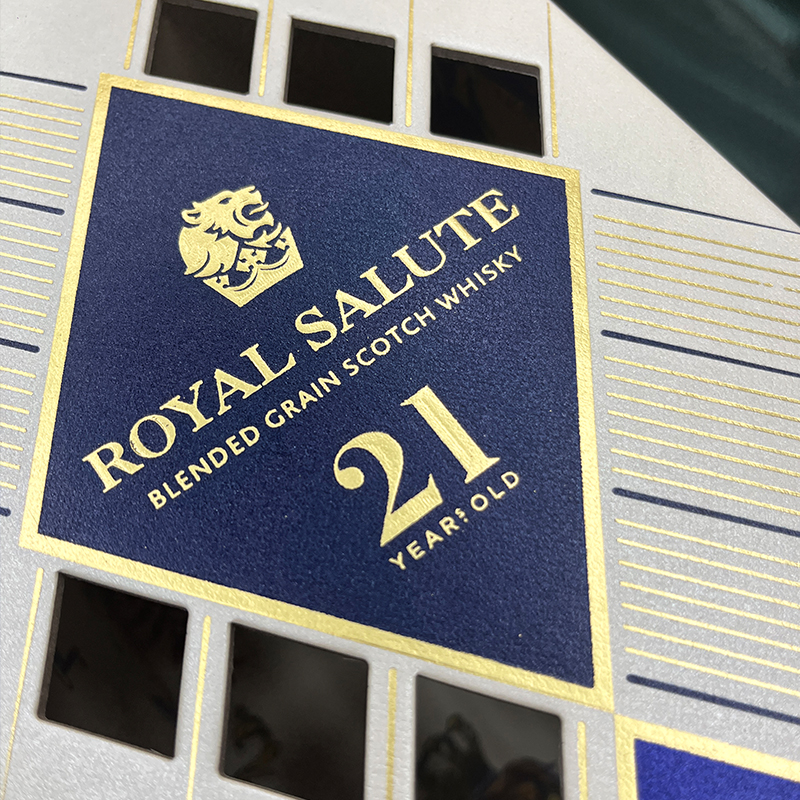 ROYAL SALUTE
BLENDED GRAIN SCOTCH WHISKY
21
YEARS OLD